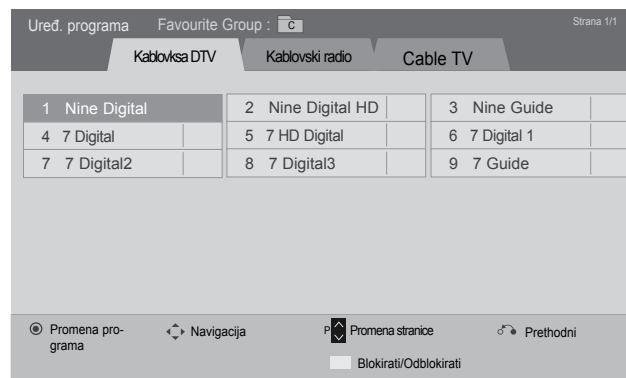 Uređ. programa Favourite Group : C Strana 1/1
Kablovksa DTV Kablovski radio Cable TV
1 Nine Digital 2 Nine Digital HD 3 Nine Guide
4 7 Digital 5 7 HD Digital 6 7 Digital 1
7 7 Digital2 8 7 Digital3 9 7 Guide
Promena pro- Navigacija P Promena stranice Prethodni
grama
Blokirati/Odblokirati